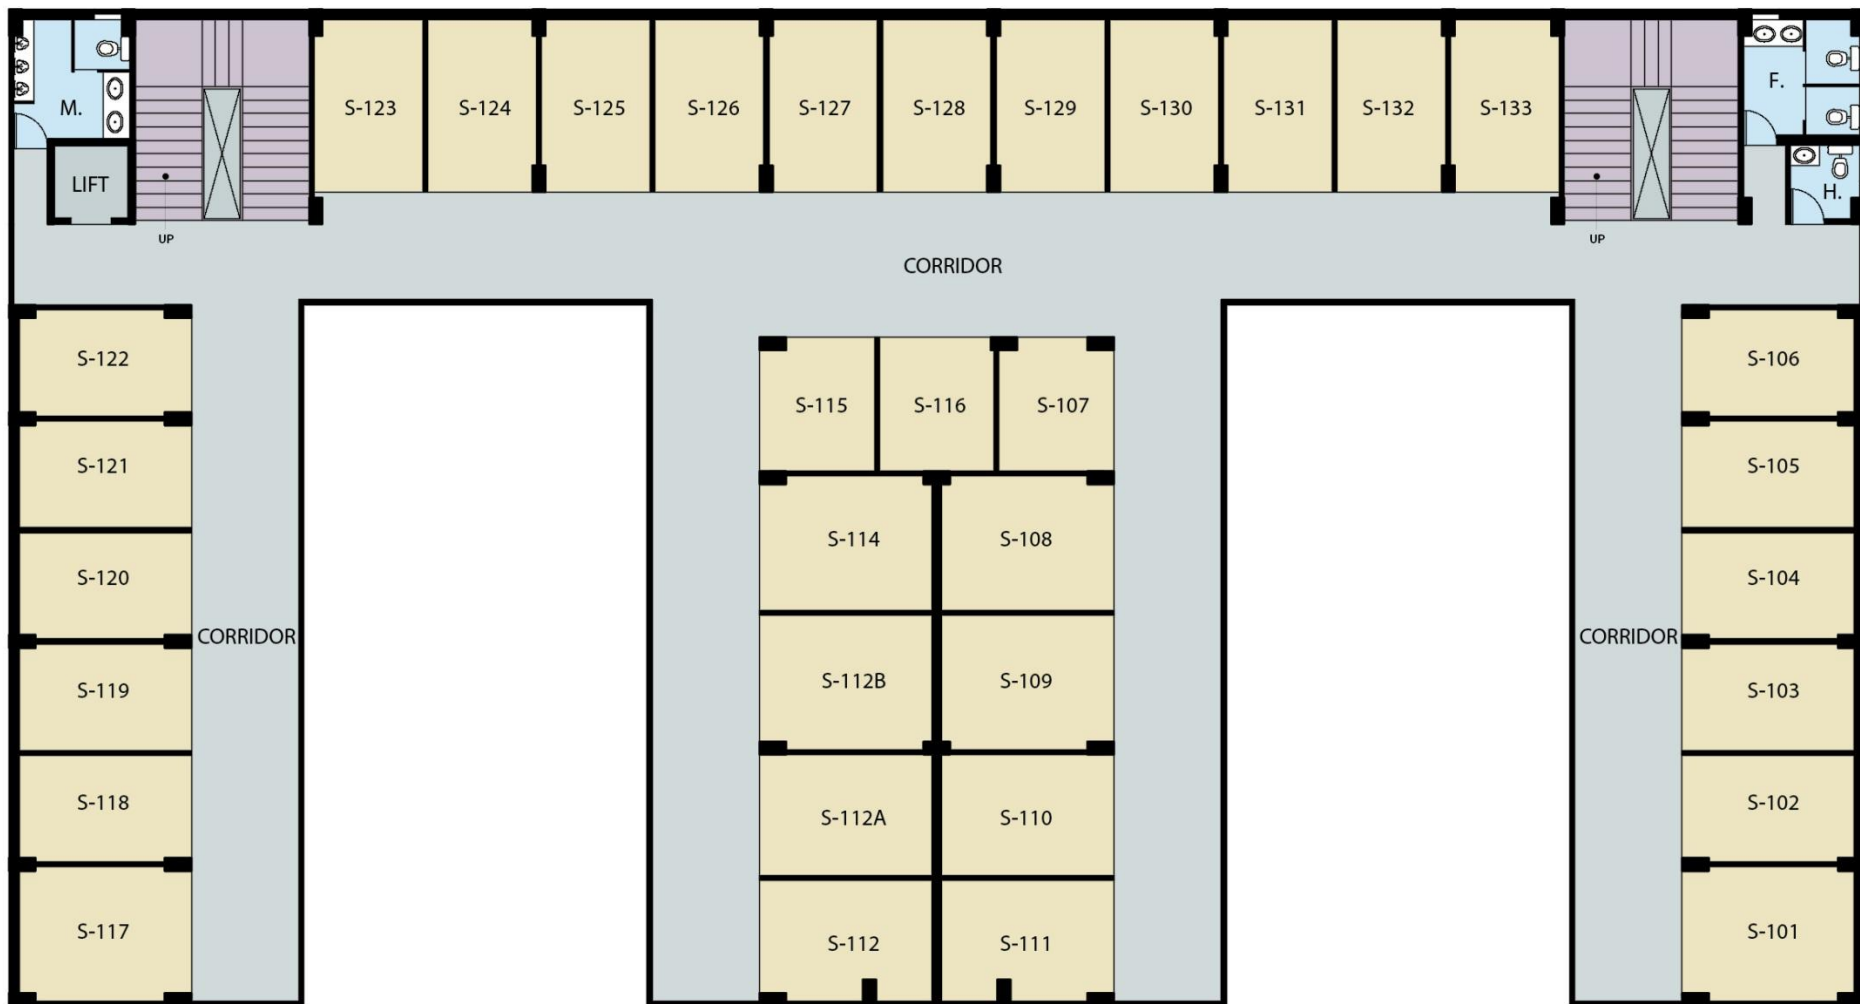 M.
LIFT
UP
S-123
S-124
S-125
S-126
S-127
S-128
S-129
S-130
S-131
S-132
S-133
UP
F.
H.
CORRIDOR
S-122
S-121
S-120
S-119
S-118
S-117
CORRIDOR
S-115
S-116
S-107
S-114
S-108
S-112B
S-109
S-112A
S-110
S-112
S-111
CORRIDOR
S-106
S-105
S-104
S-103
S-102
S-101